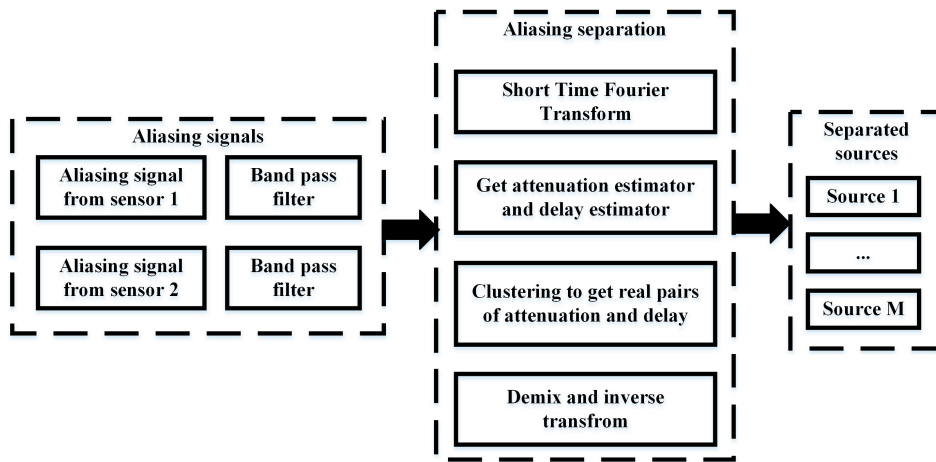 Aliasing signals
Aliasing signal
from sensor 1
Band pass
filter
Aliasing signal
from sensor 2
Band pass
filter
Aliasing separation
Short Time Fourier
Transform
Get attenuation estimator
and delay estimator
Clustering to get real pairs
of attenuation and delay
Demix and inverse
transfrom
Separated
sources
Source 1
...
Source M